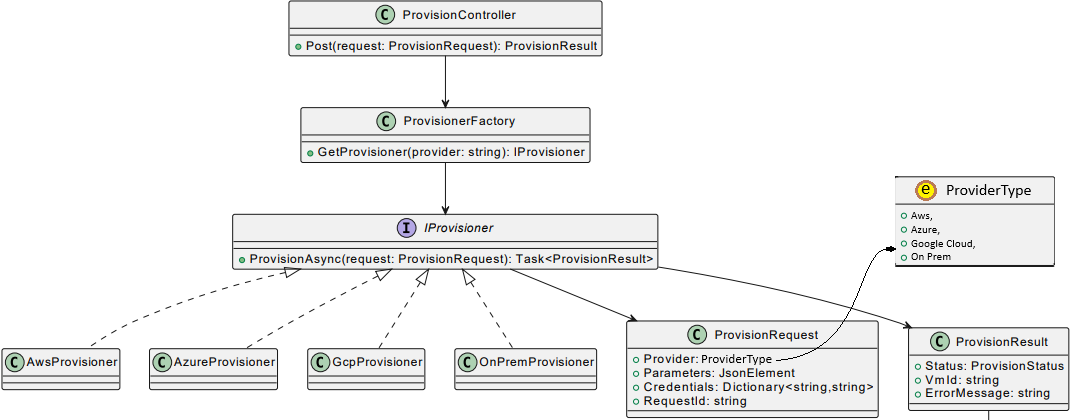 C ProvisionController
Post(request: ProvisionRequest): ProvisionResult
C ProvisionerFactory
GetProvisioner(provider: string): IProvisioner
e ProviderType
Aws,
Azure,
Google Cloud,
On Prem
I IProvisioner
ProvisionAsync(request: ProvisionRequest): Task<ProvisionResult>
C AwsProvisioner
C AzureProvisioner
C GcpProvisioner
C OnPremProvisioner
C ProvisionRequest
Provider: ProviderType
Parameters: JsonElement
Credentials: Dictionary<string,string>
RequestId: string
C ProvisionResult
Status: ProvisionStatus
VmId: string
ErrorMessage: string